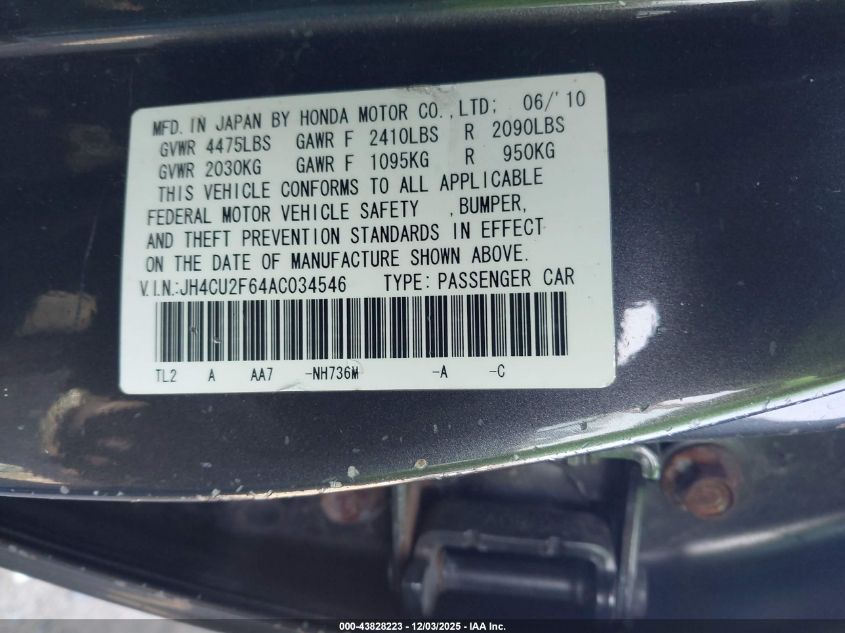 MFD. IN JAPAN BY HONDA MOTOR CO.,LTD; 06/'10
GVWR 4475LBS GAWR F 2410LBS R 2090LBS
GVWR 2030KG GAWR F 1095KG R 950KG
THIS VEHICLE CONFORMS TO ALL APPLICABLE
FEDERAL MOTOR VEHICLE SAFETY ,BUMPER,
AND THEFT PREVENTION STANDARDS IN EFFECT
ON THE DATE OF MANUFACTURE SHOWN ABOVE.
V.I.N.:JH4CU2F64AC034546 TYPE: PASSENGER CAR
TL2 A AA7 -NH736M -A -C
000-43828223 - 12/03/2025 - IAA Inc.